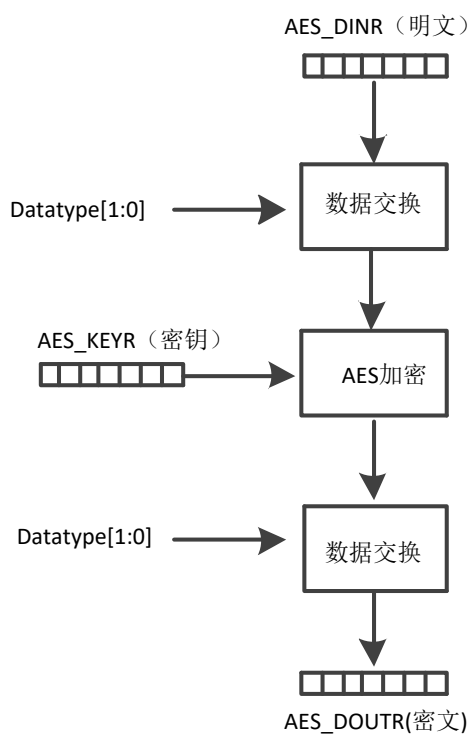 AES_DINR（明文）
Datatype[1:0]
数据交换
AES_KEYR（密钥）
AES加密
Datatype[1:0]
数据交换
AES_DOUTR(密文)